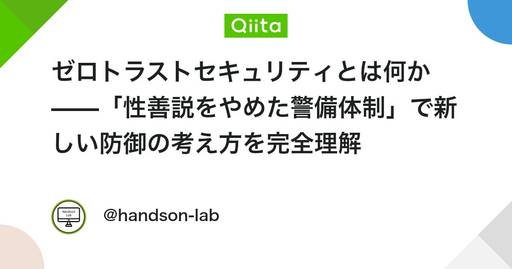 Qiita
ゼロトラストセキュリティとは何か
――「性善説をやめた警備体制」で新
しい防御の考え方を完全理解
@handson-lab